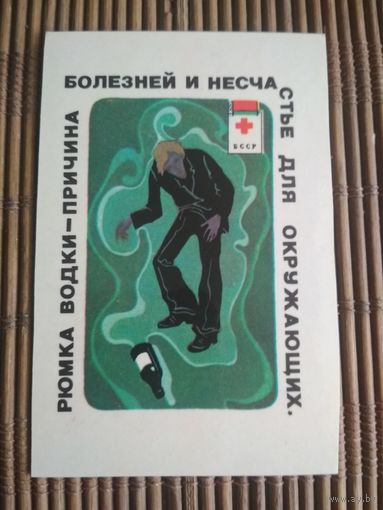 РЮМКА ВОДКИ—ПРИЧИНА
БОЛЕЗНЕЙ И НЕСЧА
СТЬЕ ДЛЯ ОКРУЖАЮЩИХ.
БССР